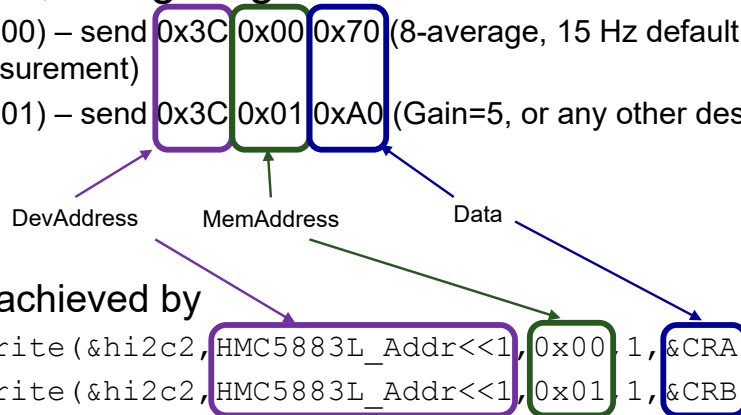 00) – send 0x3C 0x00 0x70 (8-average, 15 Hz default
surement)
01) – send 0x3C 0x01 0xA0 (Gain=5, or any other des
DevAddress MemAddress Data
achieved by
rite(&hi2c2,HMC5883L_Addr<<1,0x00,1,&CRA
rite(&hi2c2,HMC5883L_Addr<<1,0x01,1,&CRB